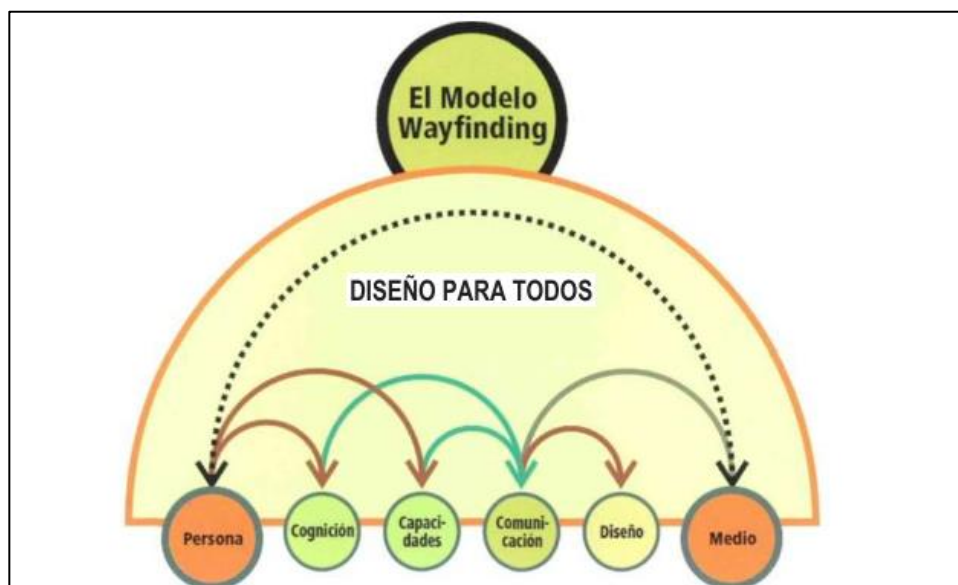 El Modelo
Wayfinding
DISEÑO PARA TODOS
Persona
Cognición
Capaci-
dades
Comuni-
cación
Diseño
Medio